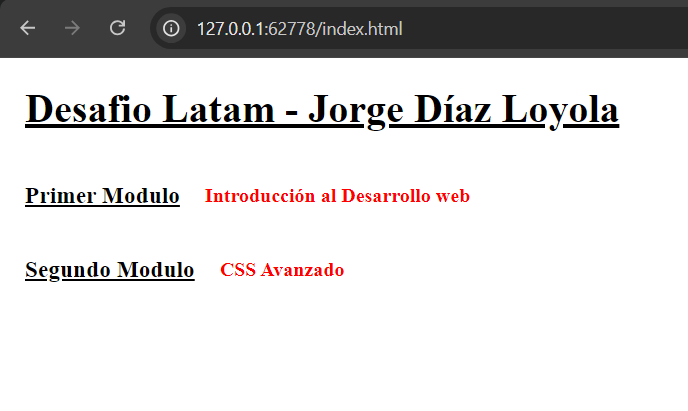 127.0.0.1:62778/index.html
Desafio Latam - Jorge Díaz Loyola
Primer Modulo Introducción al Desarrollo web
Segundo Modulo CSS Avanzado